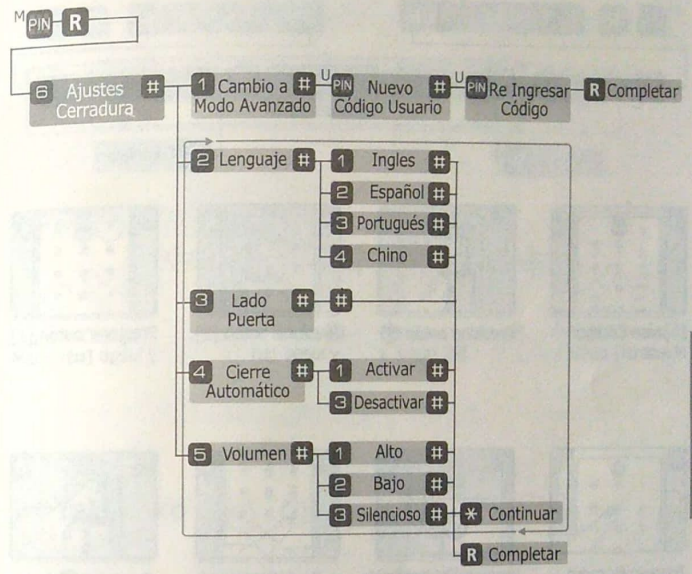 M PIN R
6 Ajustes Cerradura #
1 Cambio a Modo Avanzado #
U PIN Nuevo Código Usuario #
U PIN Re Ingresar Código
R Completar
2 Lenguaje #
1 Ingles #
2 Español #
3 Portugués #
4 Chino #
3 Lado Puerta #
#
4 Cierre Automático #
1 Activar #
3 Desactivar #
5 Volumen #
1 Alto #
2 Bajo #
3 Silencioso #
* Continuar
R Completar